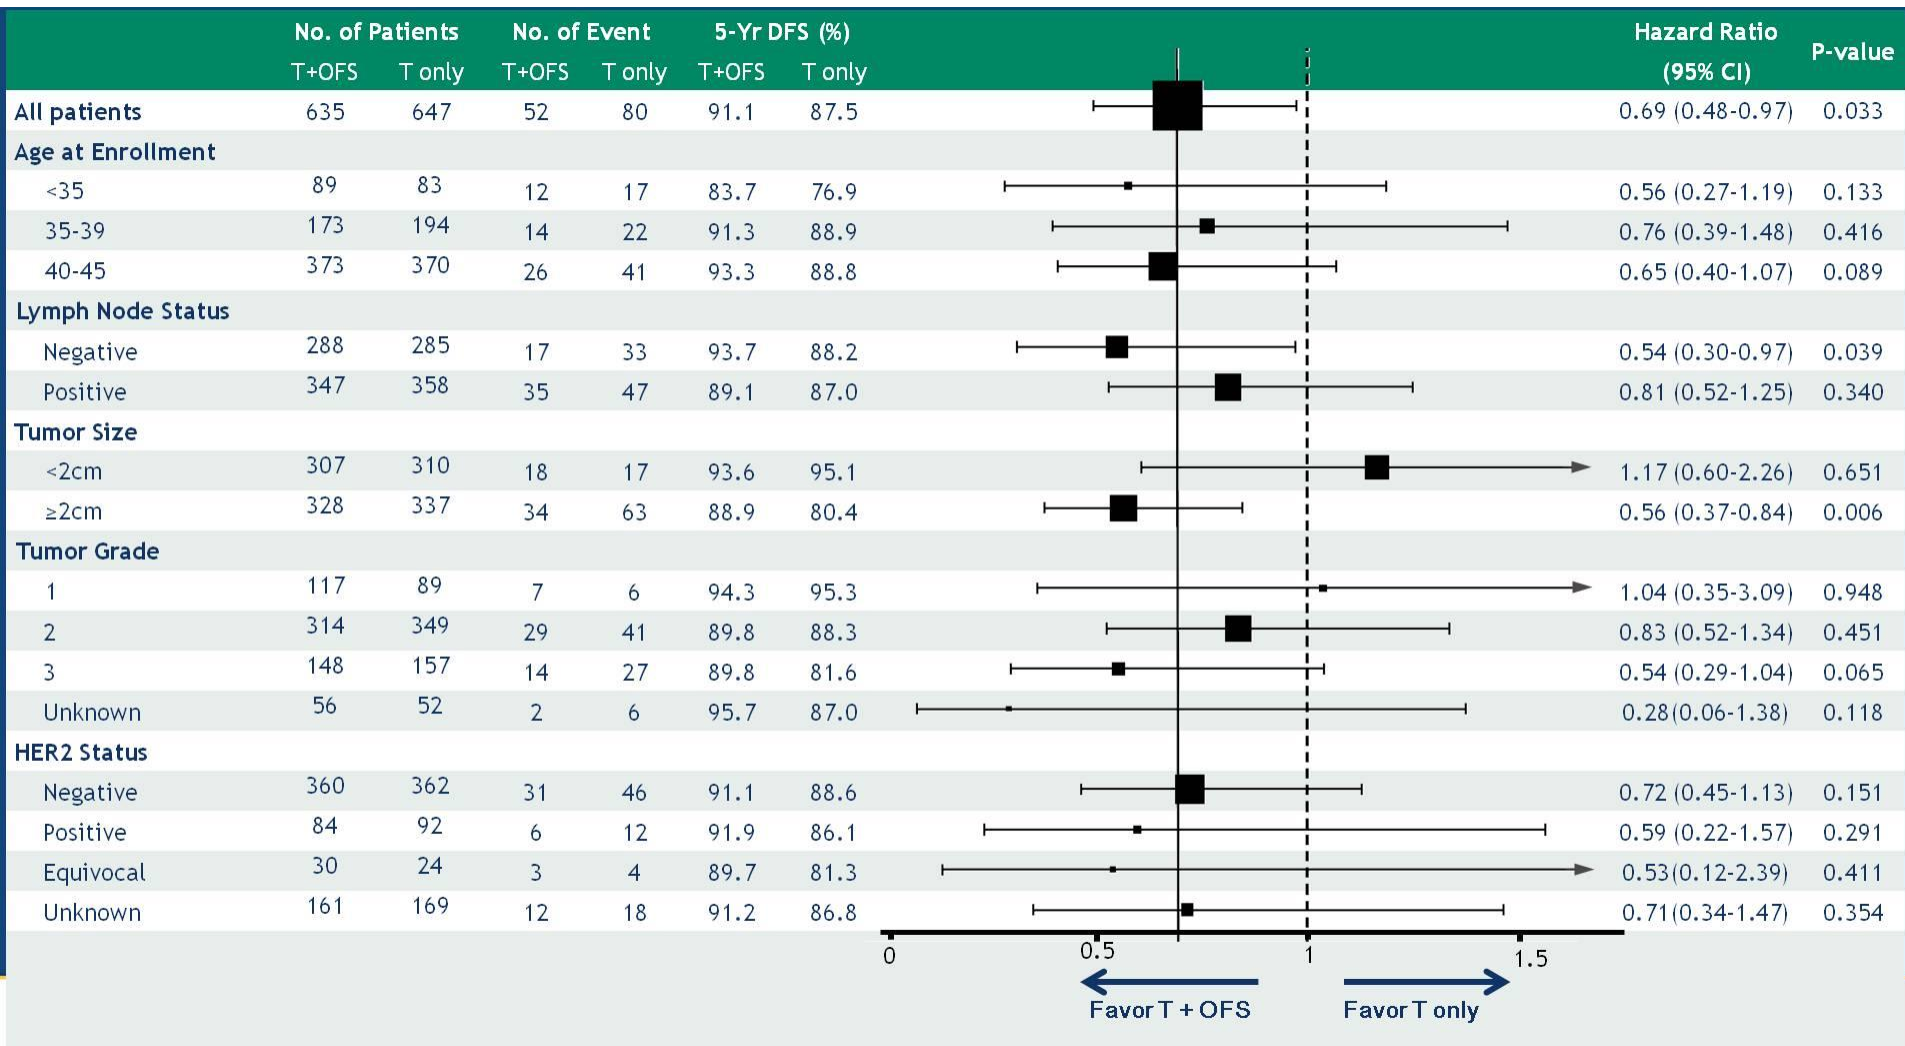 No. of Patients No. of Event 5-Yr DFS (%) Hazard Ratio (95% CI) P-value
T+OFS T only T+OFS T only T+OFS T only
All patients 635 647 52 80 91.1 87.5 0.69 (0.48-0.97) 0.033
Age at Enrollment
<35 89 83 12 17 83.7 76.9 0.56 (0.27-1.19) 0.133
35-39 173 194 14 22 91.3 88.9 0.76 (0.39-1.48) 0.416
40-45 373 370 26 41 93.3 88.8 0.65 (0.40-1.07) 0.089
Lymph Node Status
Negative 288 285 17 33 93.7 88.2 0.54 (0.30-0.97) 0.039
Positive 347 358 35 47 89.1 87.0 0.81 (0.52-1.25) 0.340
Tumor Size
<2cm 307 310 18 17 93.6 95.1 1.17 (0.60-2.26) 0.651
≥2cm 328 337 34 63 88.9 80.4 0.56 (0.37-0.84) 0.006
Tumor Grade
1 117 89 7 6 94.3 95.3 1.04 (0.35-3.09) 0.948
2 314 349 29 41 89.8 88.3 0.83 (0.52-1.34) 0.451
3 148 157 14 27 89.8 81.6 0.54 (0.29-1.04) 0.065
Unknown 56 52 2 6 95.7 87.0 0.28(0.06-1.38) 0.118
HER2 Status
Negative 360 362 31 46 91.1 88.6 0.72 (0.45-1.13) 0.151
Positive 84 92 6 12 91.9 86.1 0.59 (0.22-1.57) 0.291
Equivocal 30 24 3 4 89.7 81.3 0.53(0.12-2.39) 0.411
Unknown 161 169 12 18 91.2 86.8 0.71(0.34-1.47) 0.354
0 0.5 1 1.5
Favor T + OFS Favor T only